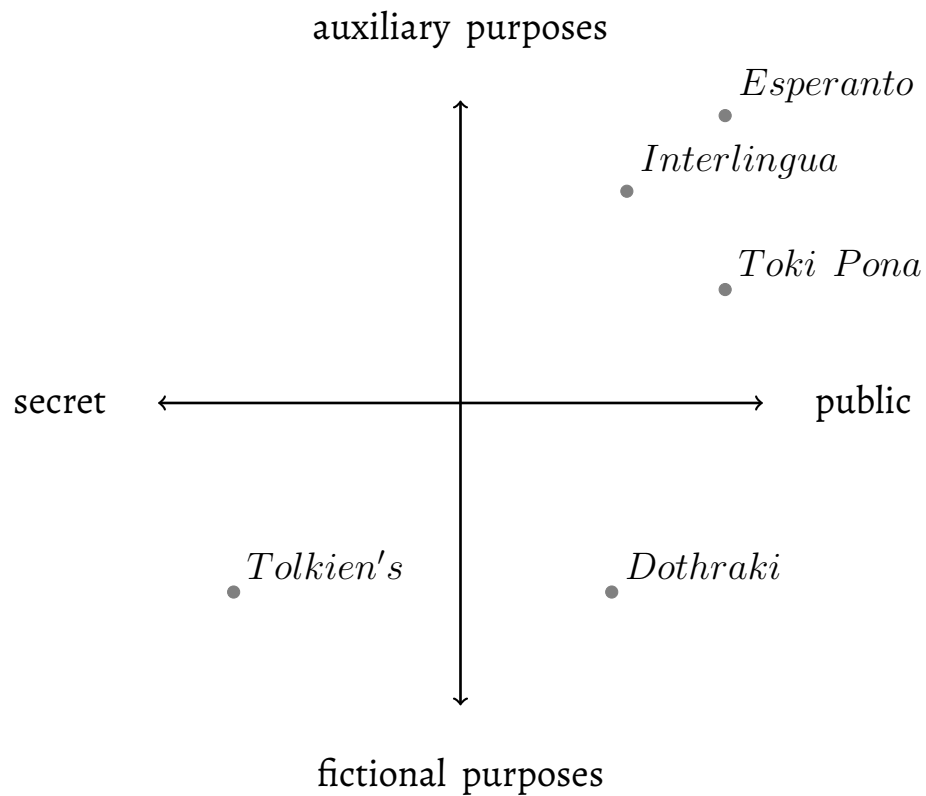 auxiliary purposes
Esperanto
Interlingua
Toki Pona
secret
public
Tolkien's
Dothraki
fictional purposes